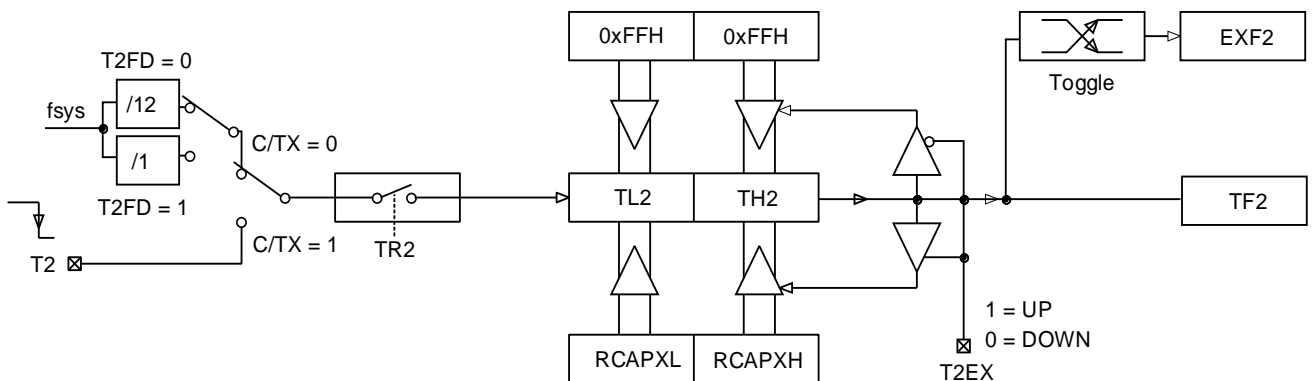 0xFFH 0xFFH
EXF2
Toggle
T2FD = 0
/12
fsys
C/TX = 0
/1
T2FD = 1
TL2 TH2
TF2
TR2
C/TX = 1
T2
1 = UP
0 = DOWN
RCAPXL RCAPXH
T2EX